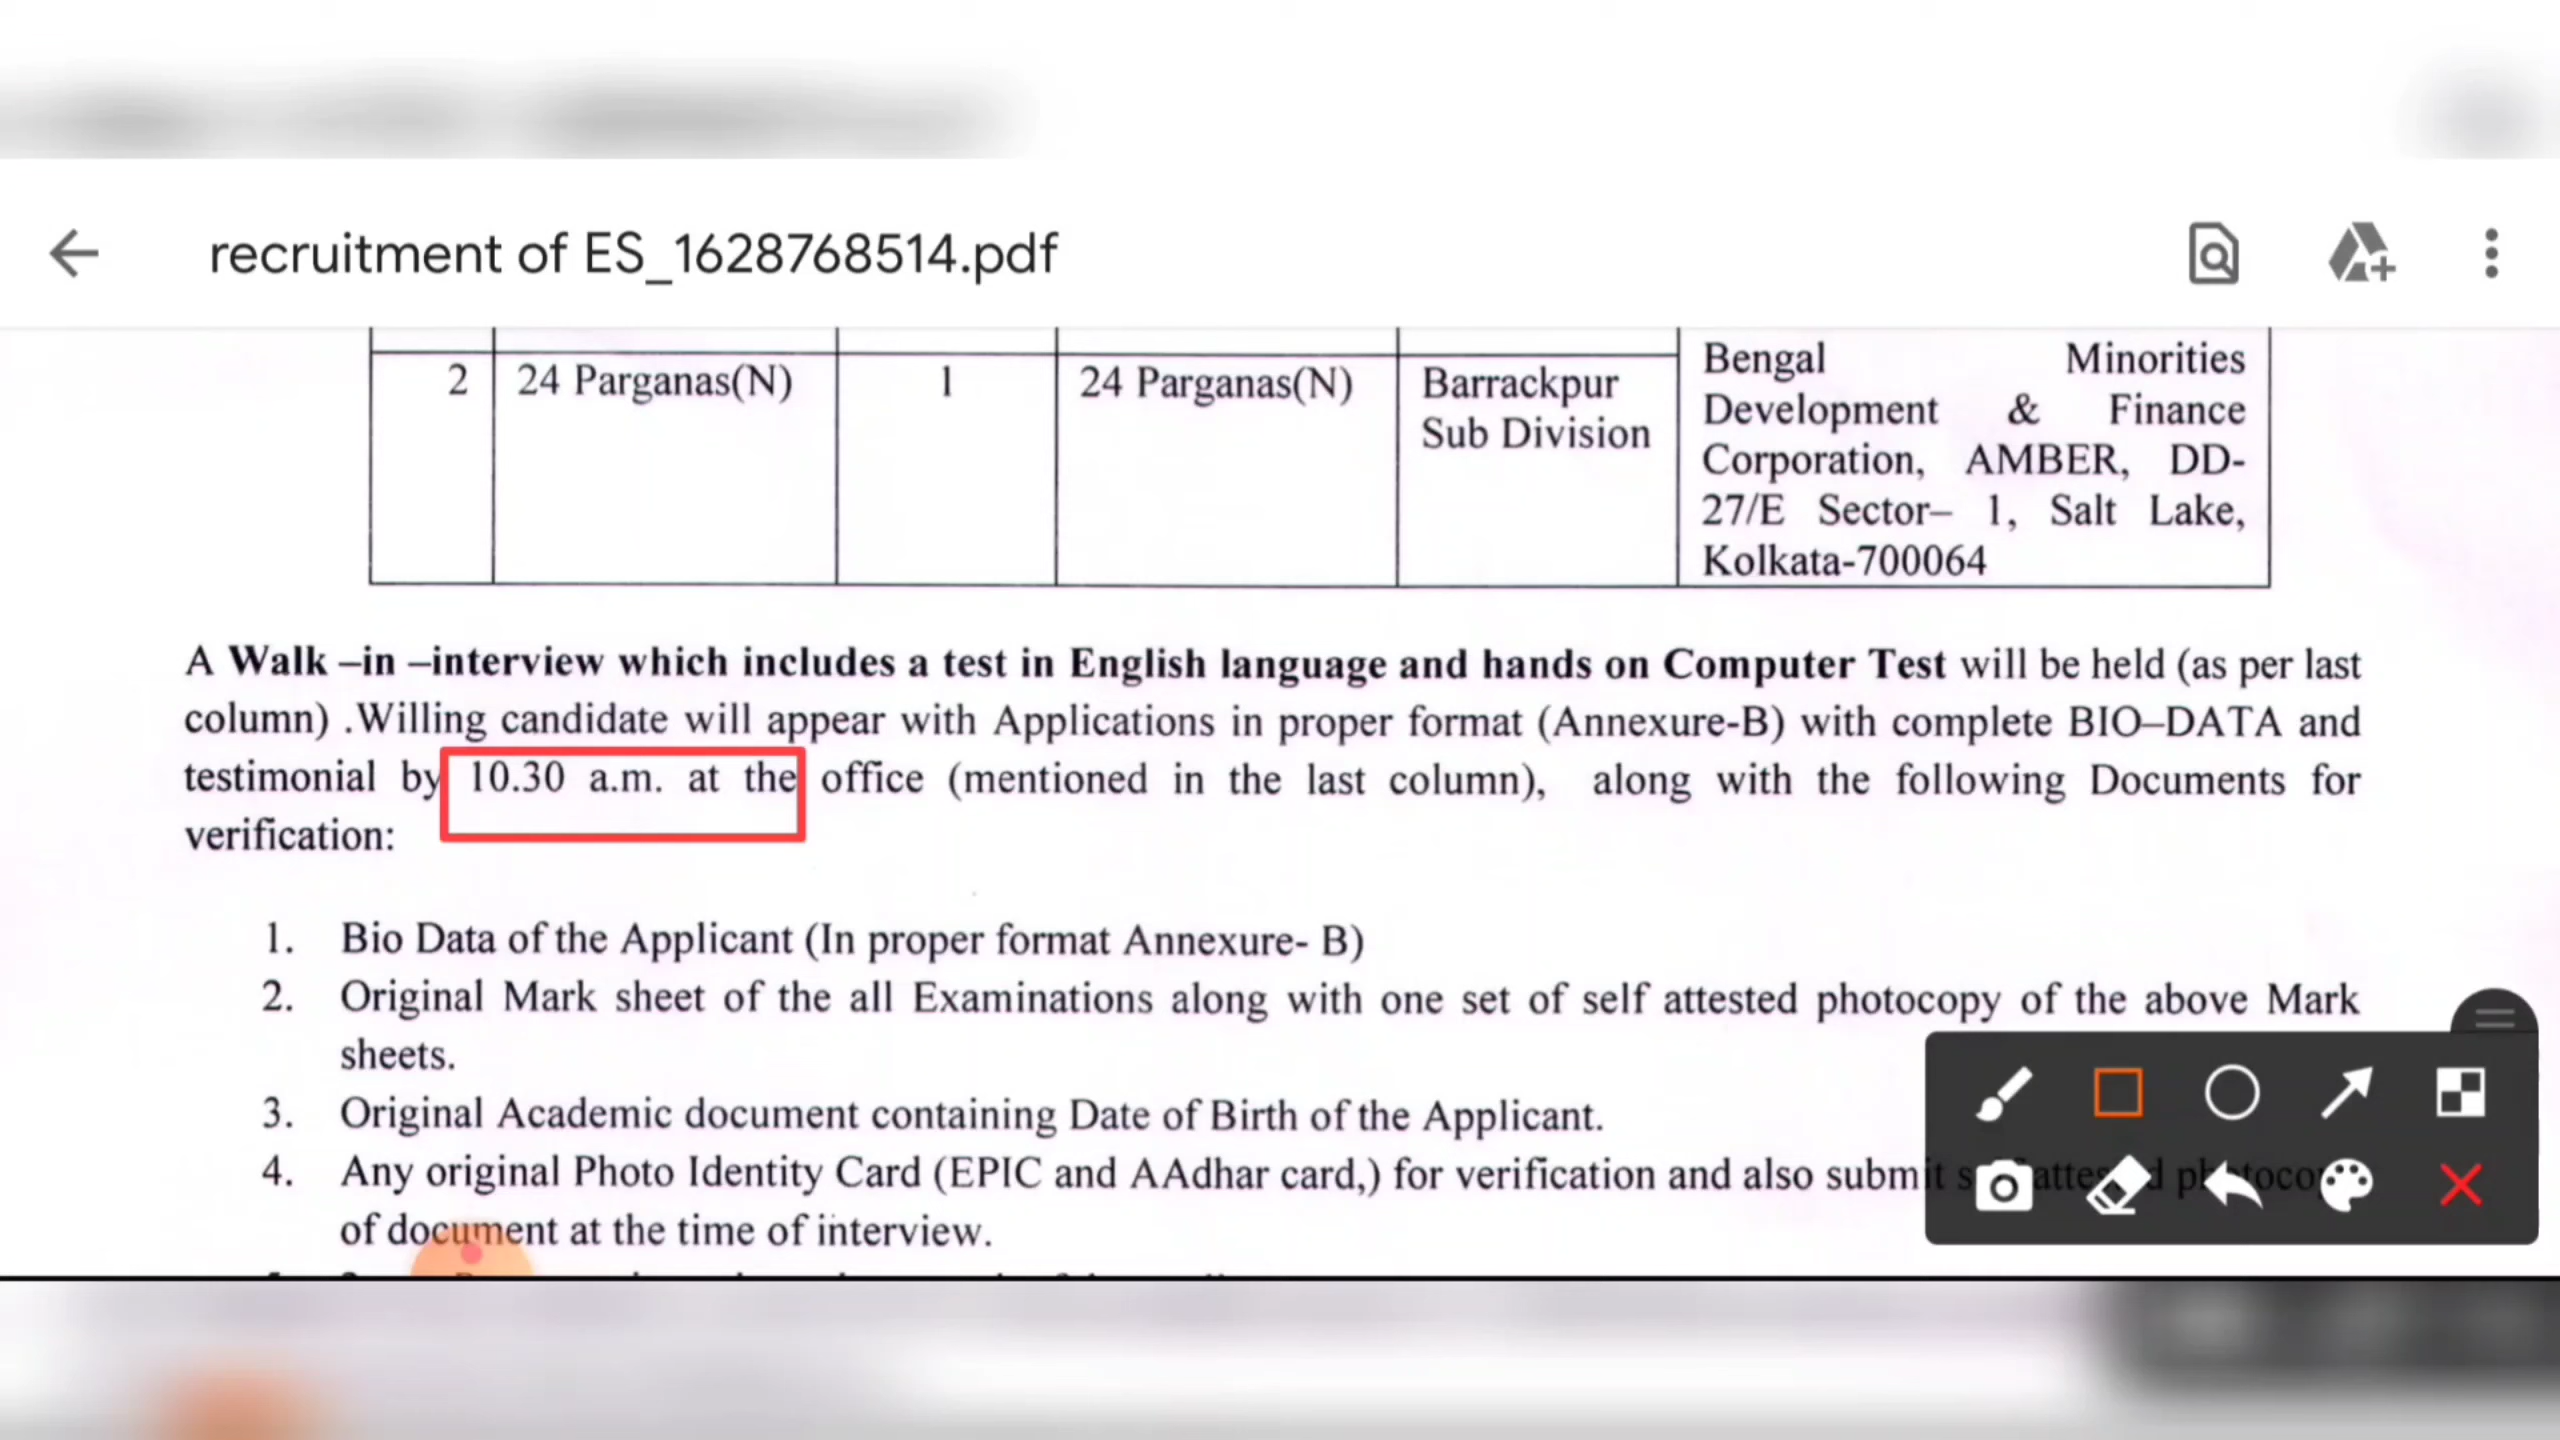 recruitment of ES_1628768514.pdf
2 24 Parganas(N) 1 24 Parganas(N) Barrackpur Sub Division
Bengal Minorities
Development & Finance
Corporation, AMBER, DD-
27/E Sector– 1, Salt Lake,
Kolkata-700064
A Walk –in –interview which includes a test in English language and hands on Computer Test will be held (as per last
column) .Willing candidate will appear with Applications in proper format (Annexure-B) with complete BIO–DATA and
testimonial by 10.30 a.m. at the office (mentioned in the last column), along with the following Documents for
verification:
1. Bio Data of the Applicant (In proper format Annexure- B)
2. Original Mark sheet of the all Examinations along with one set of self attested photocopy of the above Mark
sheets.
3. Original Academic document containing Date of Birth of the Applicant.
4. Any original Photo Identity Card (EPIC and AAdhar card,) for verification and also submit
of document at the time of interview.